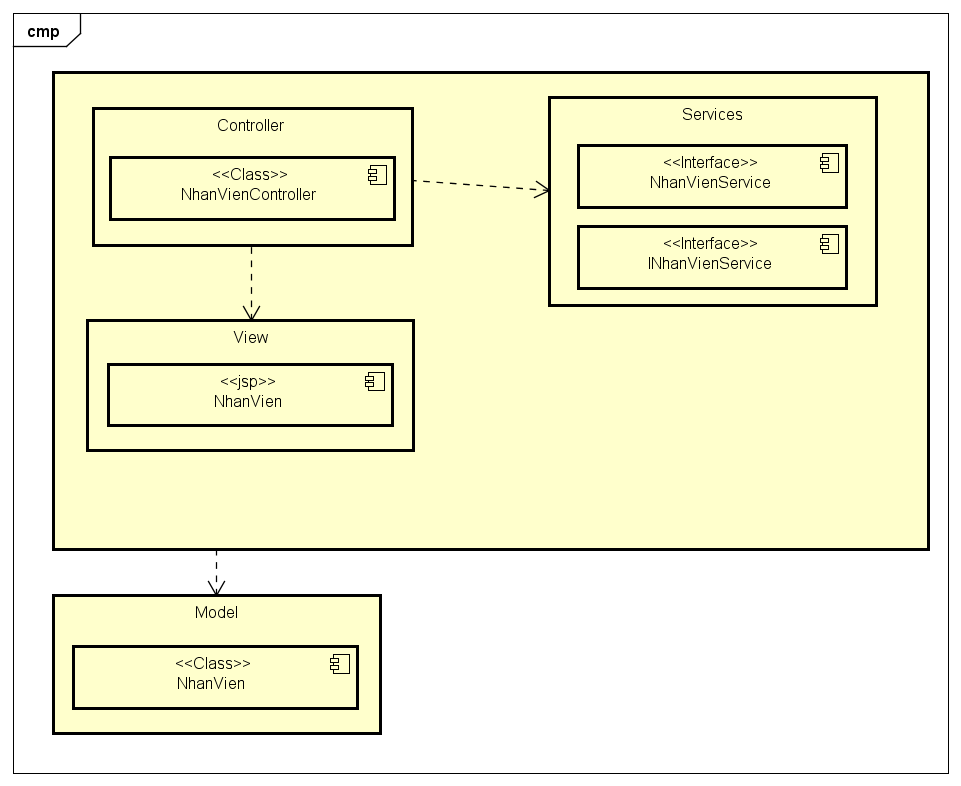 cmp
Controller
<<Class>>
NhanVienController
Services
<<Interface>>
NhanVienService
<<Interface>>
INhanVienService
View
<<jsp>>
NhanVien
Model
<<Class>>
NhanVien